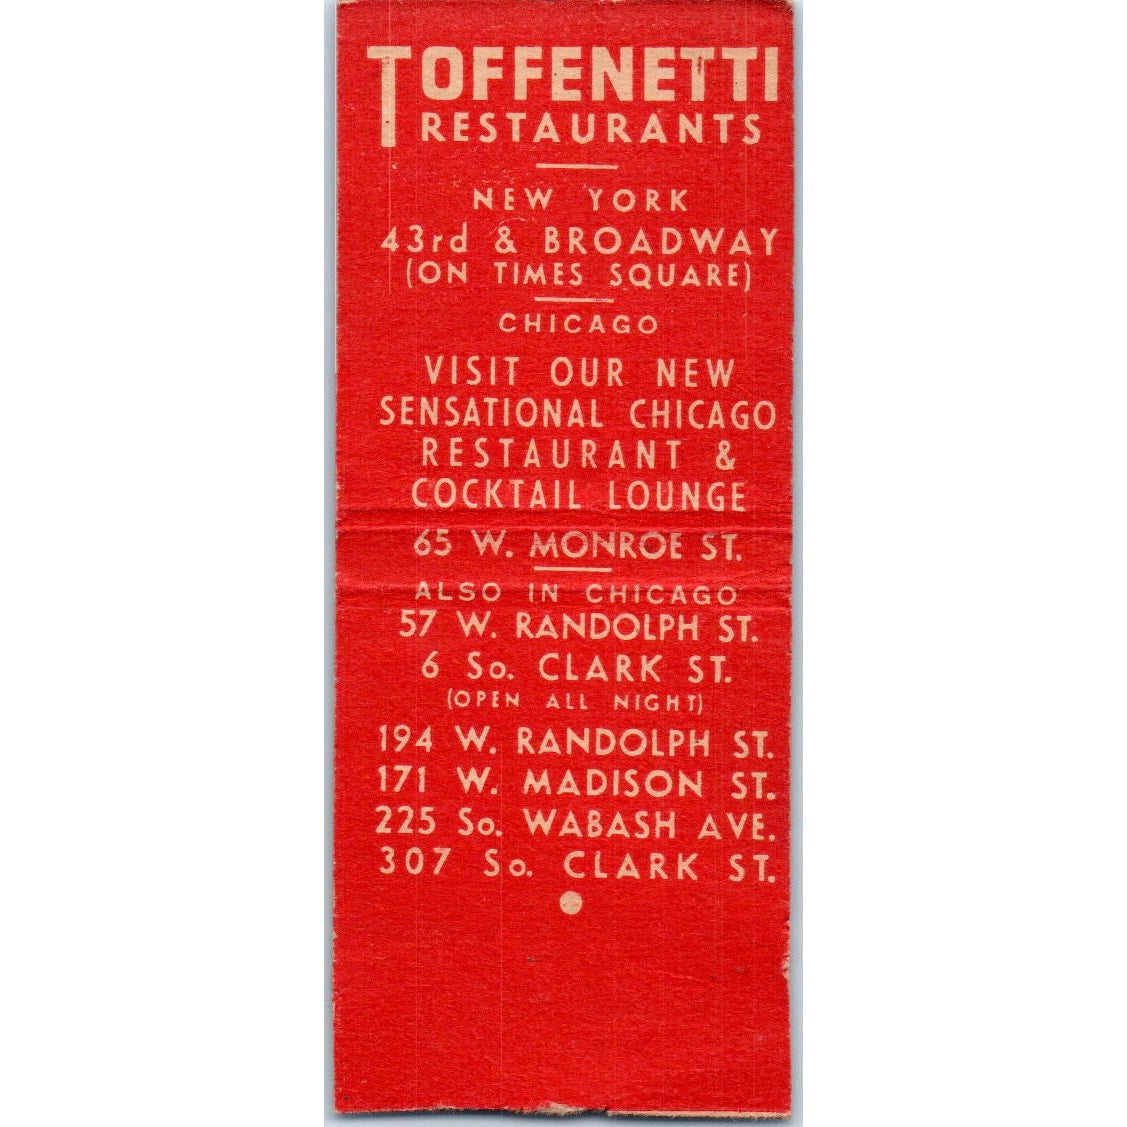 TOFFENETTI
RESTAURANTS
NEW YORK
43rd & BROADWAY
(ON TIMES SQUARE)
CHICAGO
VISIT OUR NEW
SENSATIONAL CHICAGO
RESTAURANT &
COCKTAIL LOUNGE
65 W. MONROE ST.
ALSO IN CHICAGO
57 W. RANDOLPH ST.
6 So. CLARK ST.
(OPEN ALL NIGHT)
194 W. RANDOLPH ST.
171 W. MADISON ST.
225 So. WABASH AVE.
307 So. CLARK ST.